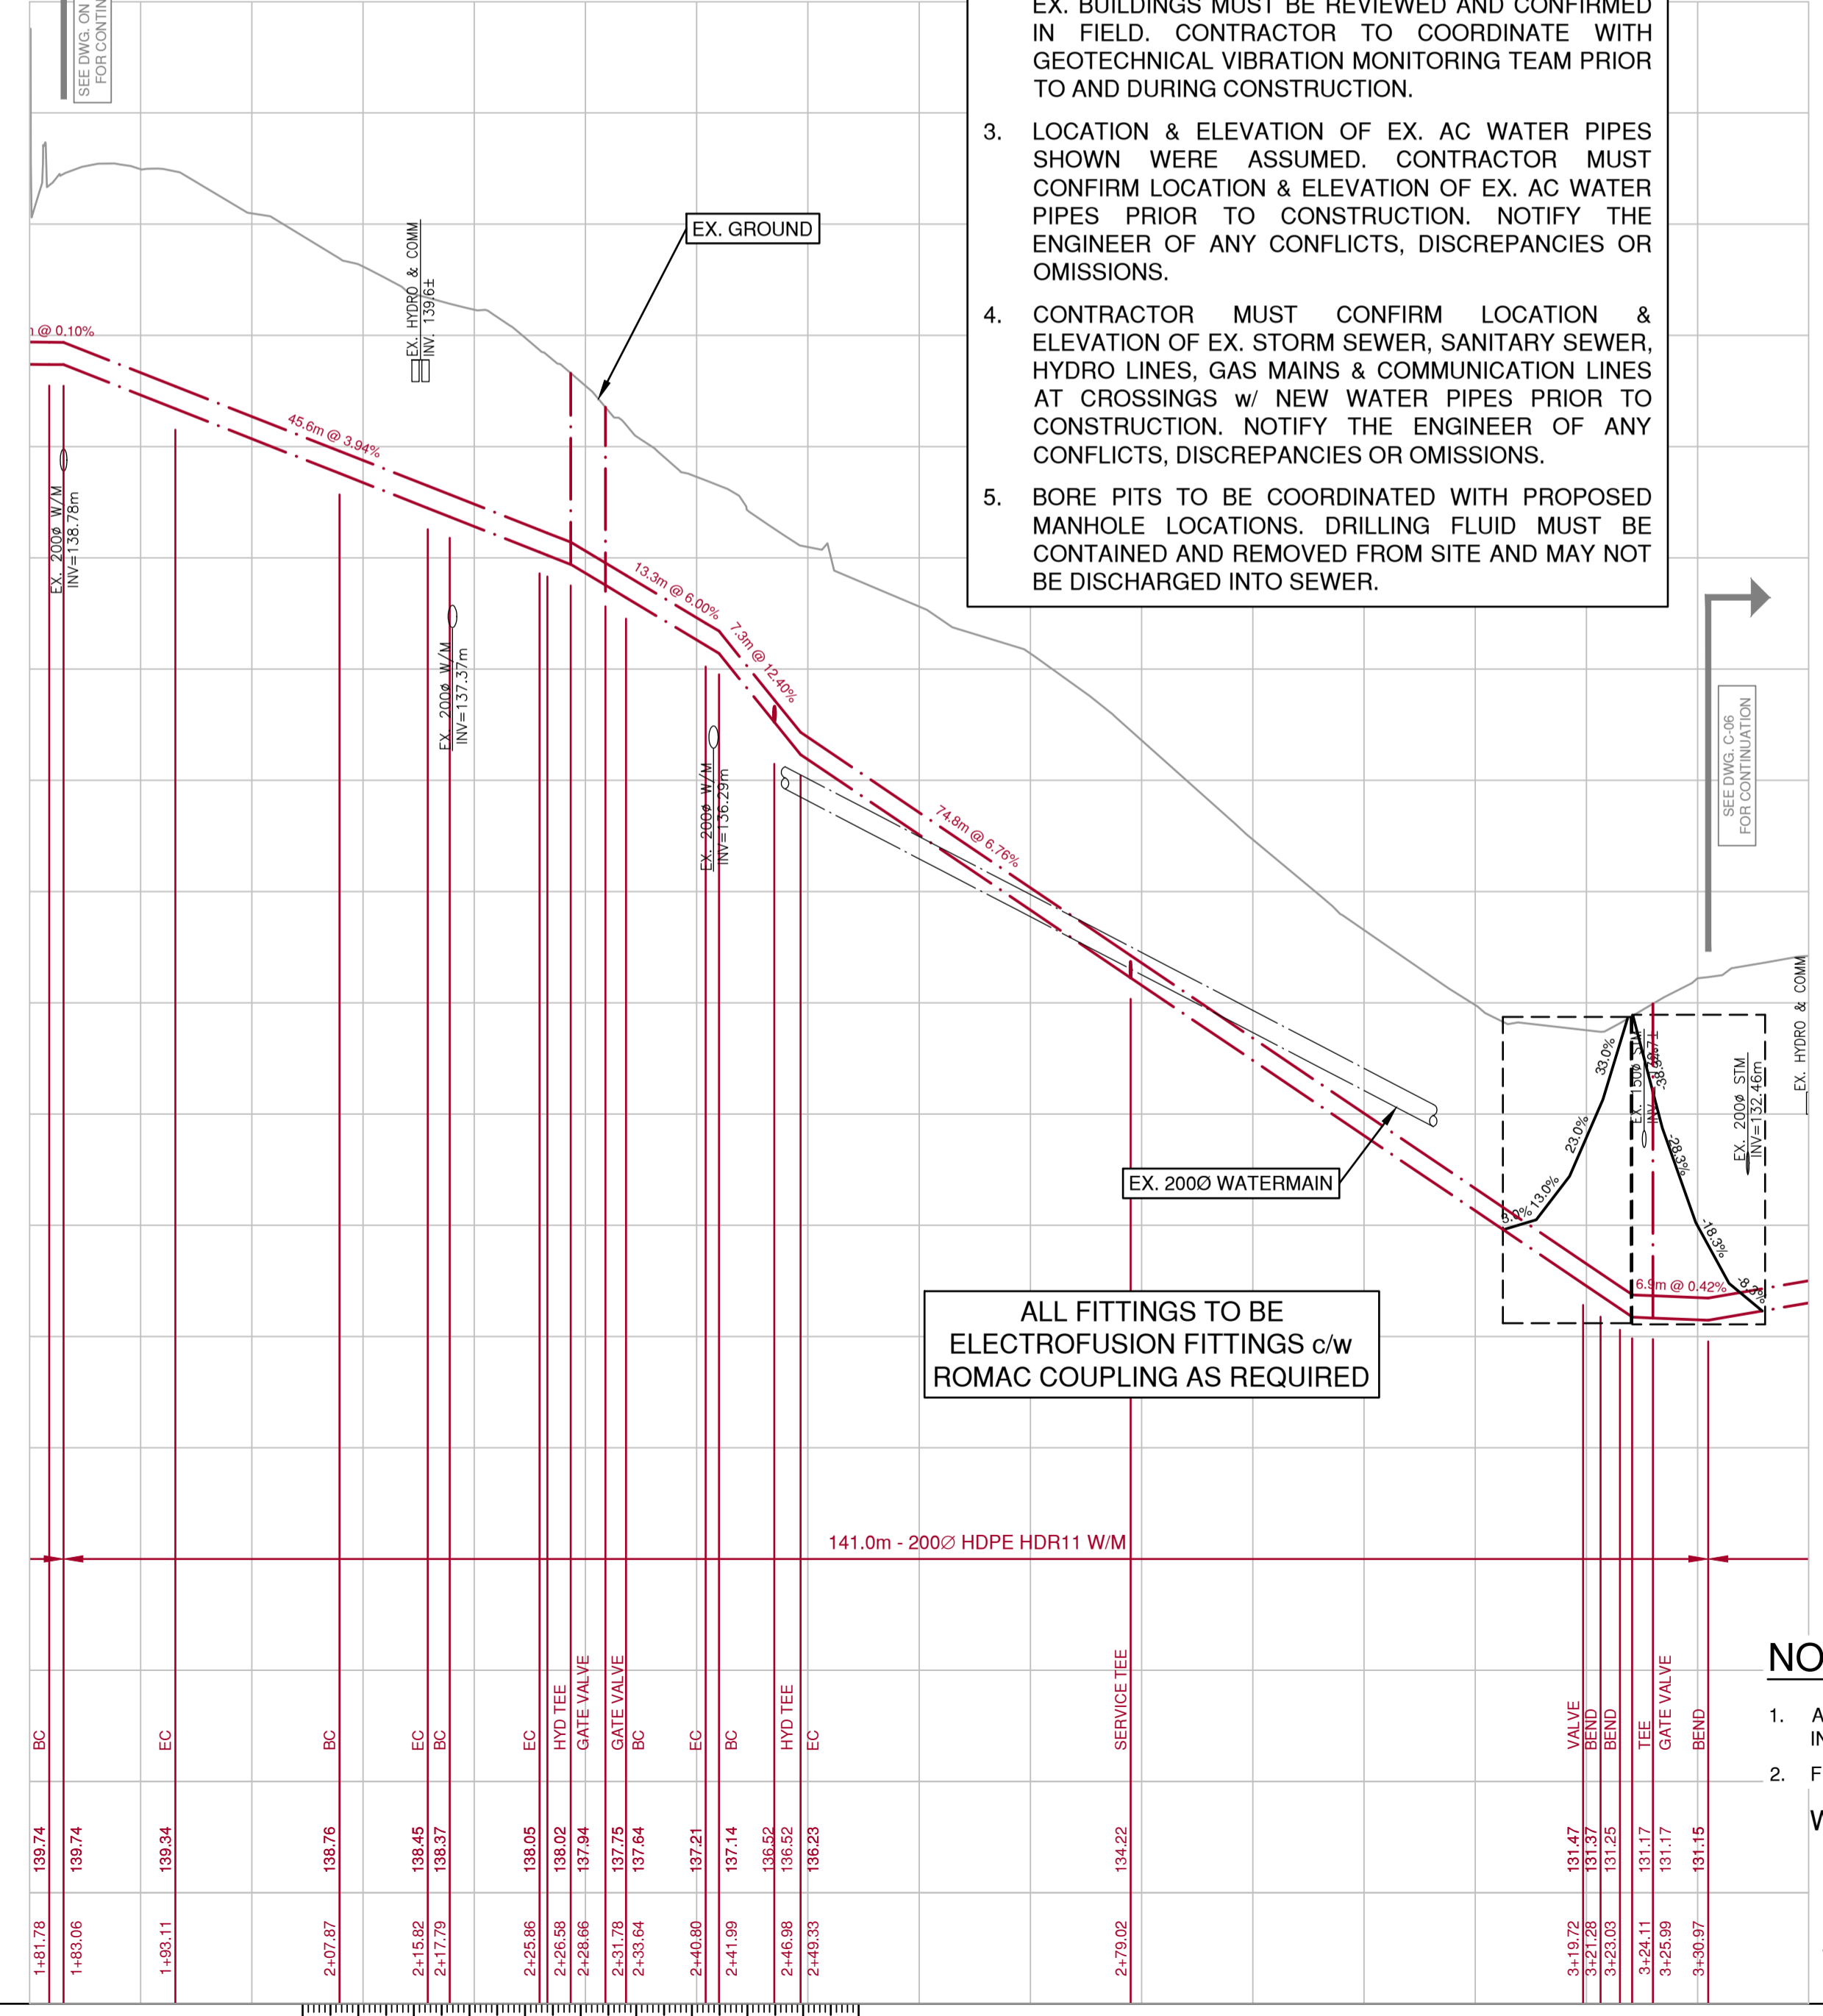 SEE DWG. ON
FOR CONTIN
EX. BUILDINGS MUST BE REVIEWED AND CONFIRMED
IN FIELD. CONTRACTOR TO COORDINATE WITH
GEOTECHNICAL VIBRATION MONITORING TEAM PRIOR
TO AND DURING CONSTRUCTION.
3. LOCATION & ELEVATION OF EX. AC WATER PIPES
SHOWN WERE ASSUMED. CONTRACTOR MUST
CONFIRM LOCATION & ELEVATION OF EX. AC WATER
PIPES PRIOR TO CONSTRUCTION. NOTIFY THE
ENGINEER OF ANY CONFLICTS, DISCREPANCIES OR
OMISSIONS.
4. CONTRACTOR MUST CONFIRM LOCATION &
ELEVATION OF EX. STORM SEWER, SANITARY SEWER,
HYDRO LINES, GAS MAINS & COMMUNICATION LINES
AT CROSSINGS w/ NEW WATER PIPES PRIOR TO
CONSTRUCTION. NOTIFY THE ENGINEER OF ANY
CONFLICTS, DISCREPANCIES OR OMISSIONS.
5. BORE PITS TO BE COORDINATED WITH PROPOSED
MANHOLE LOCATIONS. DRILLING FLUID MUST BE
CONTAINED AND REMOVED FROM SITE AND MAY NOT
BE DISCHARGED INTO SEWER.
EX. GROUND
EX. HYDRO & COMM
INV. 139.6±
@ 0.10%
45.6m @ 3.94%
EX. 200ø W/M
INV=138.78m
EX. 200ø W/M
INV=137.37m
13.3m @ 6.00%
7.3m @ 12.40%
EX. 200ø W/M
INV=136.29m
74.8m @ 6.76%
SEE DWG. C-06
FOR CONTINUATION
EX. HYDRO & COMM
EX. 200Ø WATERMAIN
3.0%
13.0%
23.0%
33.0%
EX. 150ø STM
-28.3%
-18.3%
-8.3%
EX. 200ø STM
INV=132.46m
6.9m @ 0.42%
ALL FITTINGS TO BE
ELECTROFUSION FITTINGS c/w
ROMAC COUPLING AS REQUIRED
141.0m - 200Ø HDPE HDR11 W/M
NO
1. A
IN
2. F
W
BC
EC
BC
EC
BC
EC
HYD TEE
GATE VALVE
GATE VALVE
BC
EC
BC
HYD TEE
EC
SERVICE TEE
VALVE
BEND
BEND
TEE
GATE VALVE
BEND
139.74
139.74
139.34
138.76
138.45
138.37
138.05
138.02
137.94
137.75
137.64
137.21
137.14
136.52
136.52
136.23
134.22
131.47
131.37
131.25
131.17
131.17
131.15
1+81.78
1+83.06
1+93.11
2+07.87
2+15.82
2+17.79
2+25.86
2+26.58
2+28.66
2+31.78
2+33.64
2+40.80
2+41.99
2+46.98
2+49.33
2+79.02
3+19.72
3+21.28
3+23.03
3+24.11
3+25.99
3+30.97